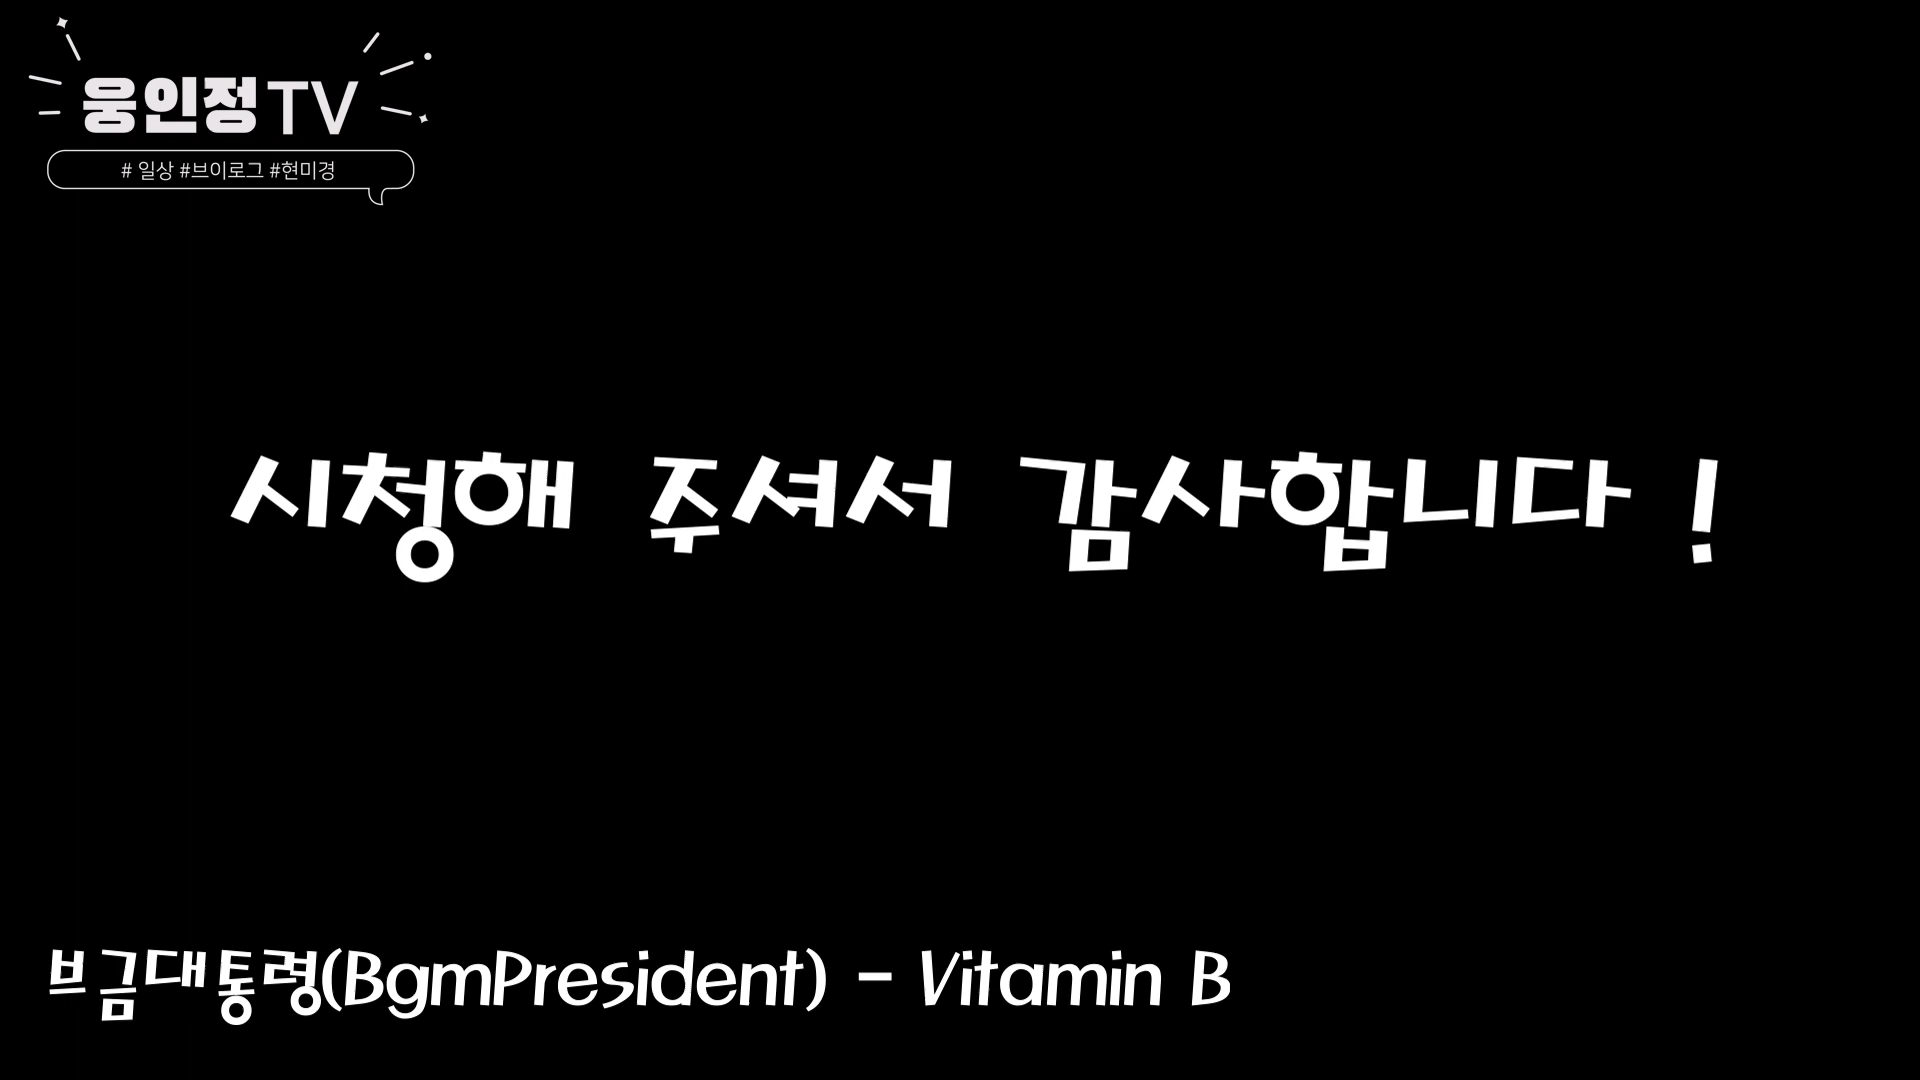 웅인정TV
# 일상 #브이로그 #현미경
시청해 주셔서 감사합니다 !
브금대통령(BgmPresident) - Vitamin B